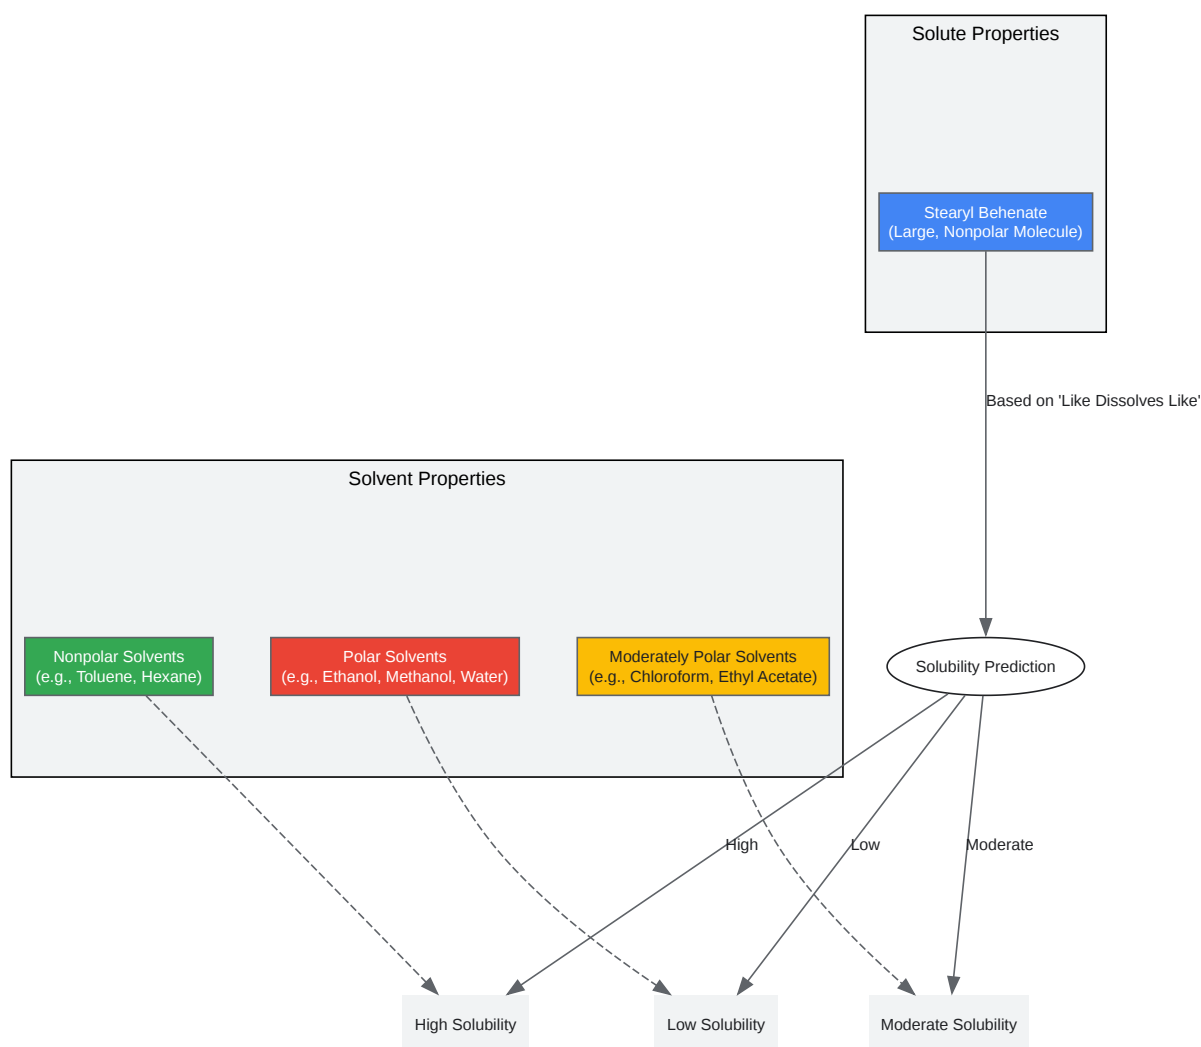 Solute Properties
Stearyl Behenate
(Large, Nonpolar Molecule)
Based on 'Like Dissolves Like'
Solvent Properties
Nonpolar Solvents
(e.g., Toluene, Hexane)
Polar Solvents
(e.g., Ethanol, Methanol, Water)
Moderately Polar Solvents
(e.g., Chloroform, Ethyl Acetate)
Solubility Prediction
High
Low
Moderate
High Solubility
Low Solubility
Moderate Solubility